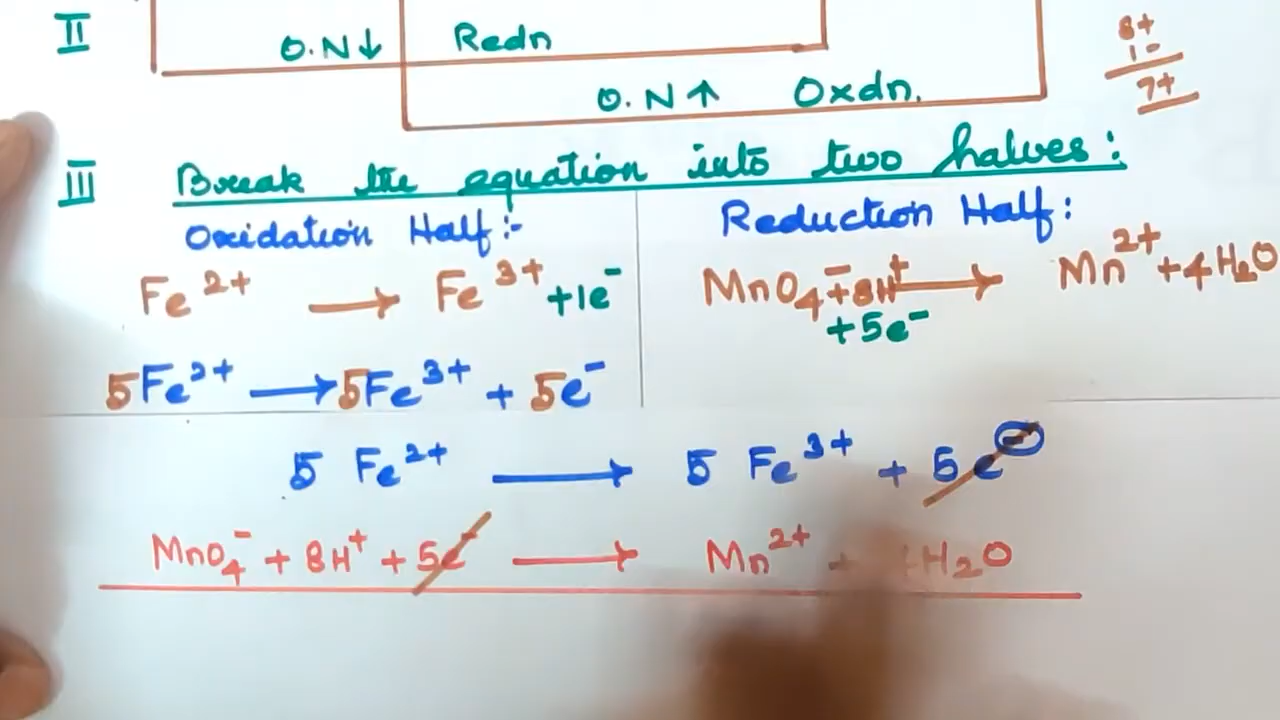 II
O.N↓ Redn
8+
1-
7+
O.N↑ Oxdn.
III Break the equation into two halves:
Oxidation Half:-
Fe²⁺ → Fe³⁺ +1e⁻
5Fe²⁺ → 5Fe³⁺ + 5e⁻
Reduction Half:
MnO₄⁻ +8H⁺ → Mn²⁺ +4H₂O
+5e⁻
5 Fe²⁺ → 5 Fe³⁺ + 5e⁻
MnO₄⁻ + 8H⁺ + 5e⁻ → Mn²⁺ + 4H₂O